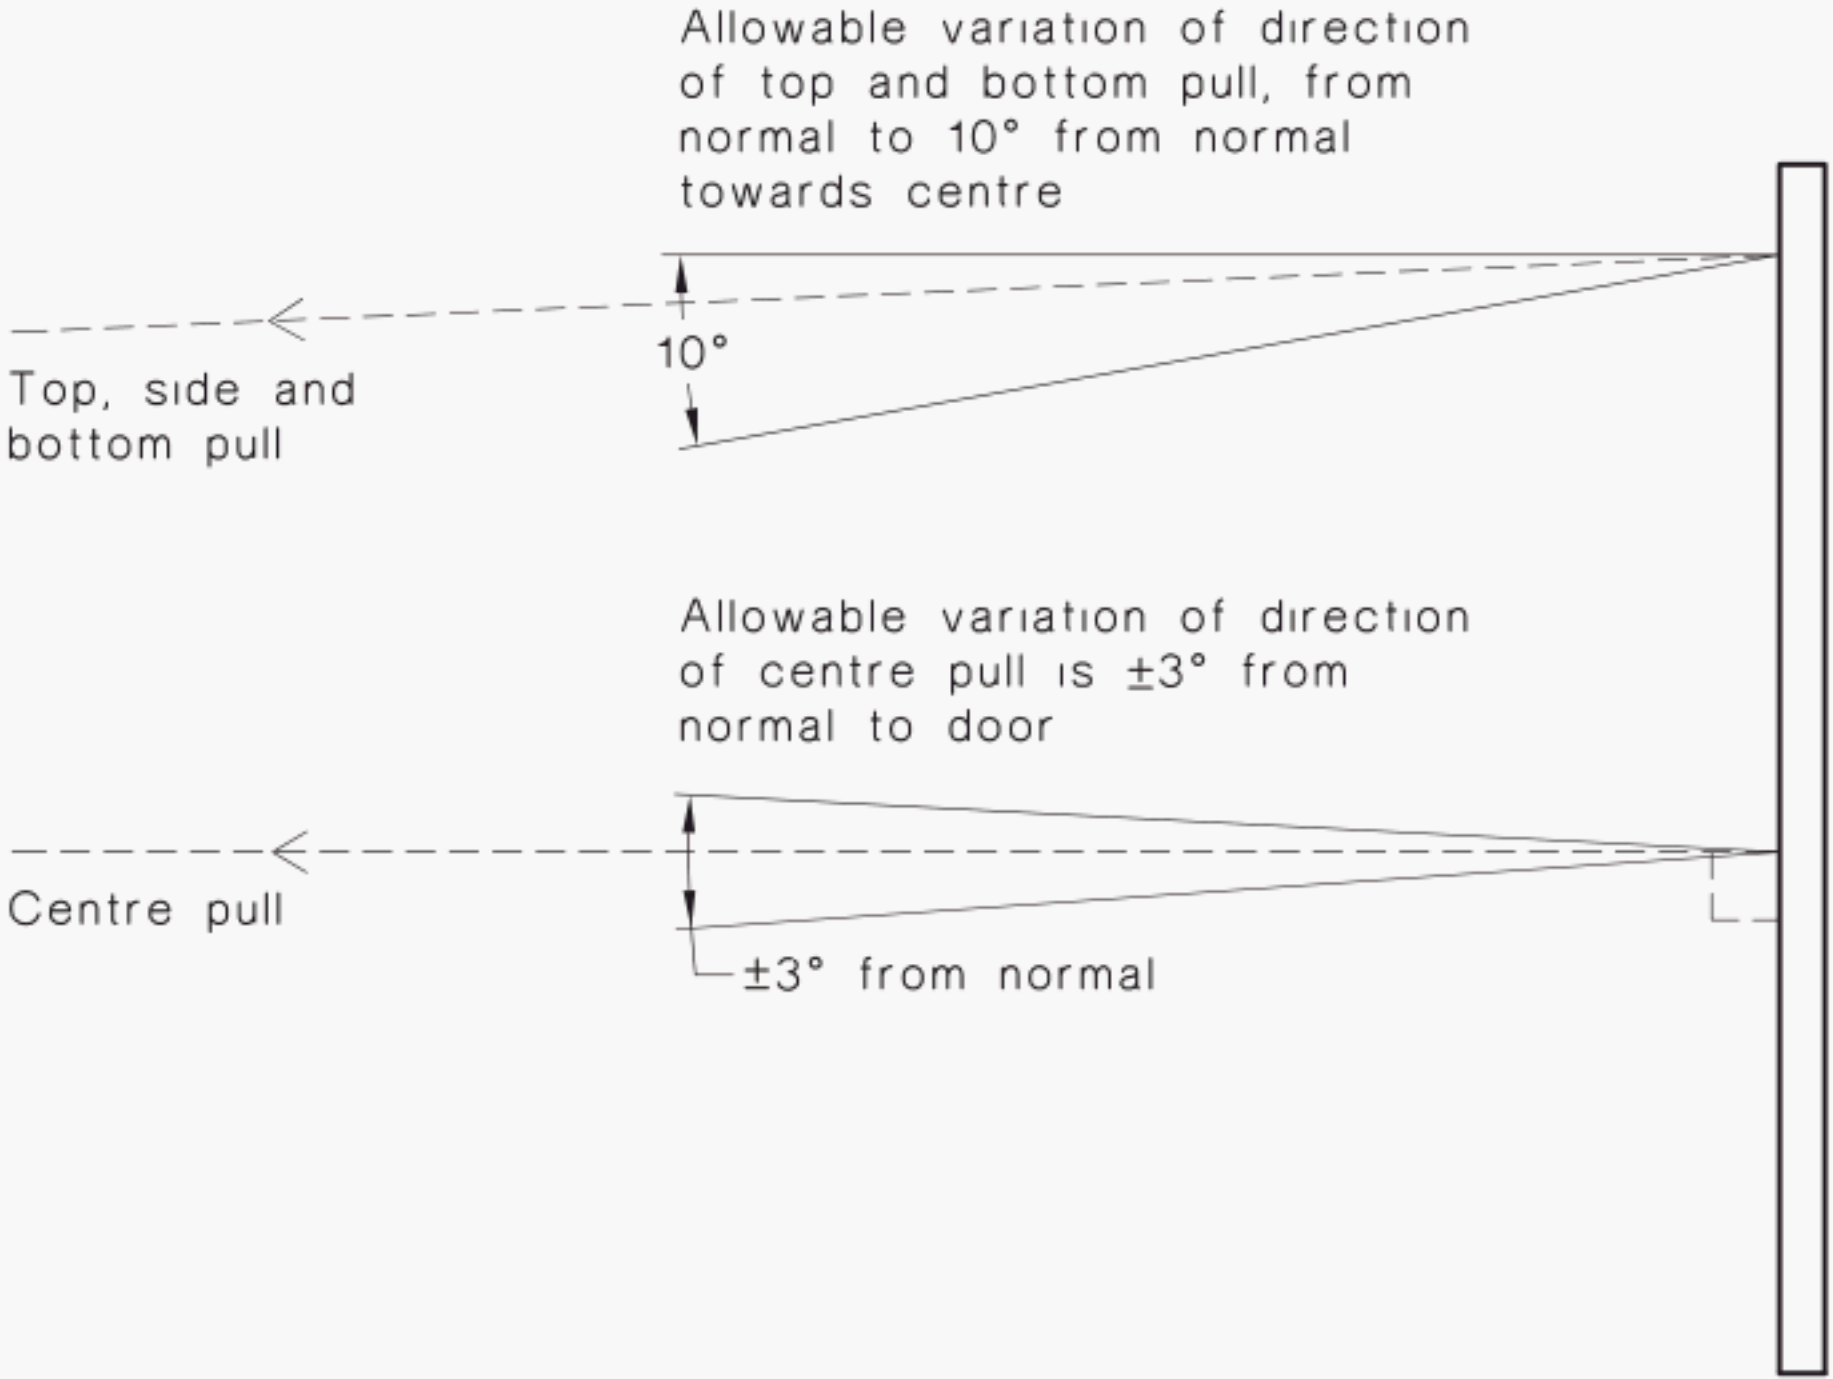 Allowable variation of direction
of top and bottom pull, from
normal to 10° from normal
towards centre
10°
Top, side and
bottom pull
Allowable variation of direction
of centre pull is ±3° from
normal to door
Centre pull
±3° from normal